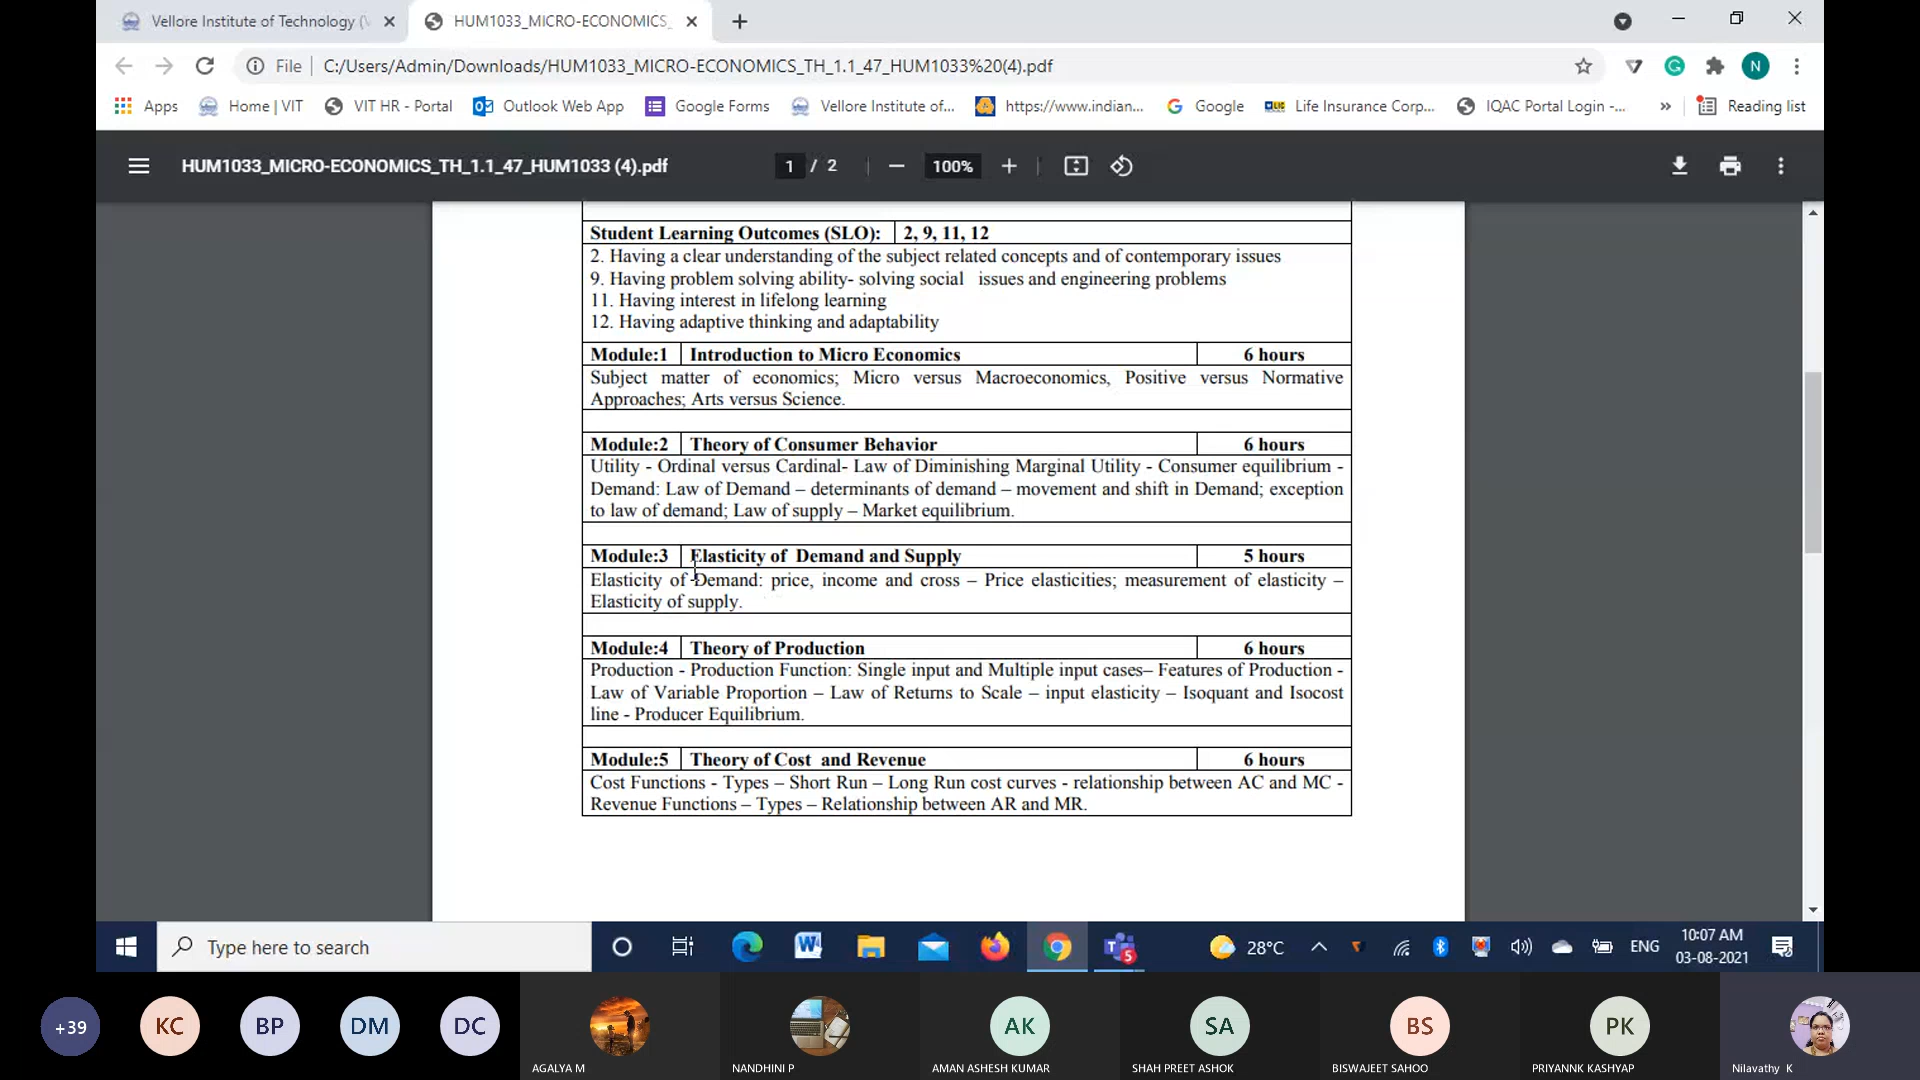 Vellore Institute of Technology (
HUM1033_MICRO-ECONOMICS_
File
C:/Users/Admin/Downloads/HUM1033_MICRO-ECONOMICS_TH_1.1_47_HUM1033%20(4).pdf
N
Apps
Home | VIT
VIT HR - Portal
Outlook Web App
Google Forms
Vellore Institute of...
https://www.indian...
Google
Life Insurance Corp...
IQAC Portal Login -...
»
Reading list
HUM1033_MICRO-ECONOMICS_TH_1.1_47_HUM1033 (4).pdf
1 / 2
100%
Student Learning Outcomes (SLO): 2, 9, 11, 12
2. Having a clear understanding of the subject related concepts and of contemporary issues
9. Having problem solving ability- solving social issues and engineering problems
11. Having interest in lifelong learning
12. Having adaptive thinking and adaptability
Module:1 Introduction to Micro Economics 6 hours
Subject matter of economics; Micro versus Macroeconomics, Positive versus Normative
Approaches; Arts versus Science.
Module:2 Theory of Consumer Behavior 6 hours
Utility - Ordinal versus Cardinal- Law of Diminishing Marginal Utility - Consumer equilibrium -
Demand: Law of Demand – determinants of demand – movement and shift in Demand; exception
to law of demand; Law of supply – Market equilibrium.
Module:3 Elasticity of Demand and Supply 5 hours
Elasticity of Demand: price, income and cross – Price elasticities; measurement of elasticity –
Elasticity of supply.
Module:4 Theory of Production 6 hours
Production - Production Function: Single input and Multiple input cases– Features of Production -
Law of Variable Proportion – Law of Returns to Scale – input elasticity – Isoquant and Isocost
line - Producer Equilibrium.
Module:5 Theory of Cost and Revenue 6 hours
Cost Functions - Types – Short Run – Long Run cost curves - relationship between AC and MC -
Revenue Functions – Types – Relationship between AR and MR.
Type here to search
5
28°C
ENG
10:07 AM
03-08-2021
+39
KC
BP
DM
DC
AK
SA
BS
PK
AGALYA M
NANDHINI P
AMAN ASHESH KUMAR
SHAH PREET ASHOK
BISWAJEET SAHOO
PRIYANNK KASHYAP
Nilavathy K